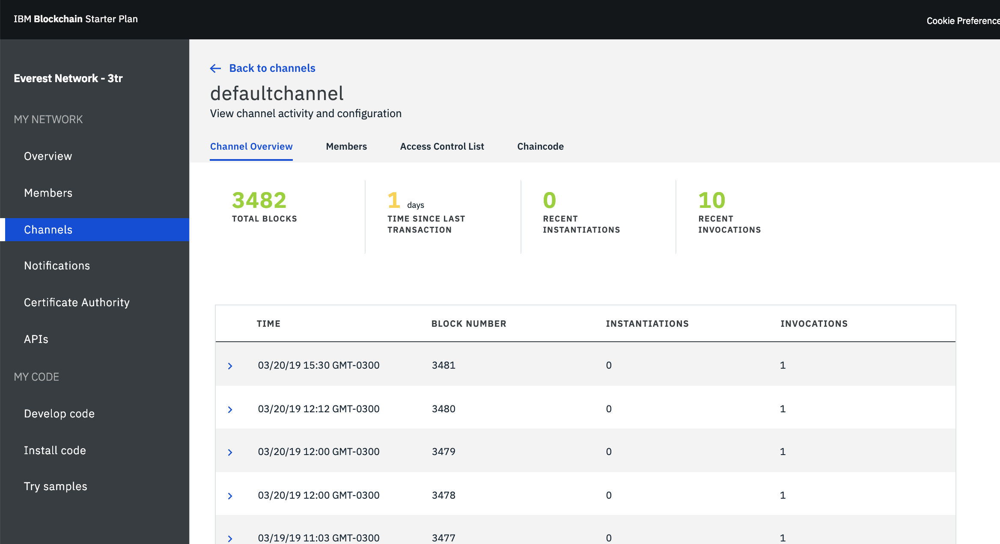 IBM Blockchain Starter Plan
Cookie Preference
Everest Network - 3tr
MY NETWORK
Overview
Members
Channels
Notifications
Certificate Authority
APIs
MY CODE
Develop code
Install code
Try samples
Back to channels
defaultchannel
View channel activity and configuration
Channel Overview Members Access Control List Chaincode
3482
TOTAL BLOCKS
1 days
TIME SINCE LAST
TRANSACTION
0
RECENT
INSTANTIATIONS
10
RECENT
INVOCATIONS
TIME BLOCK NUMBER INSTANTIATIONS INVOCATIONS
03/20/19 15:30 GMT-0300 3481 0 1
03/20/19 12:12 GMT-0300 3480 0 1
03/20/19 12:00 GMT-0300 3479 0 1
03/20/19 12:00 GMT-0300 3478 0 1
03/19/19 11:03 GMT-0300 3477 0 1